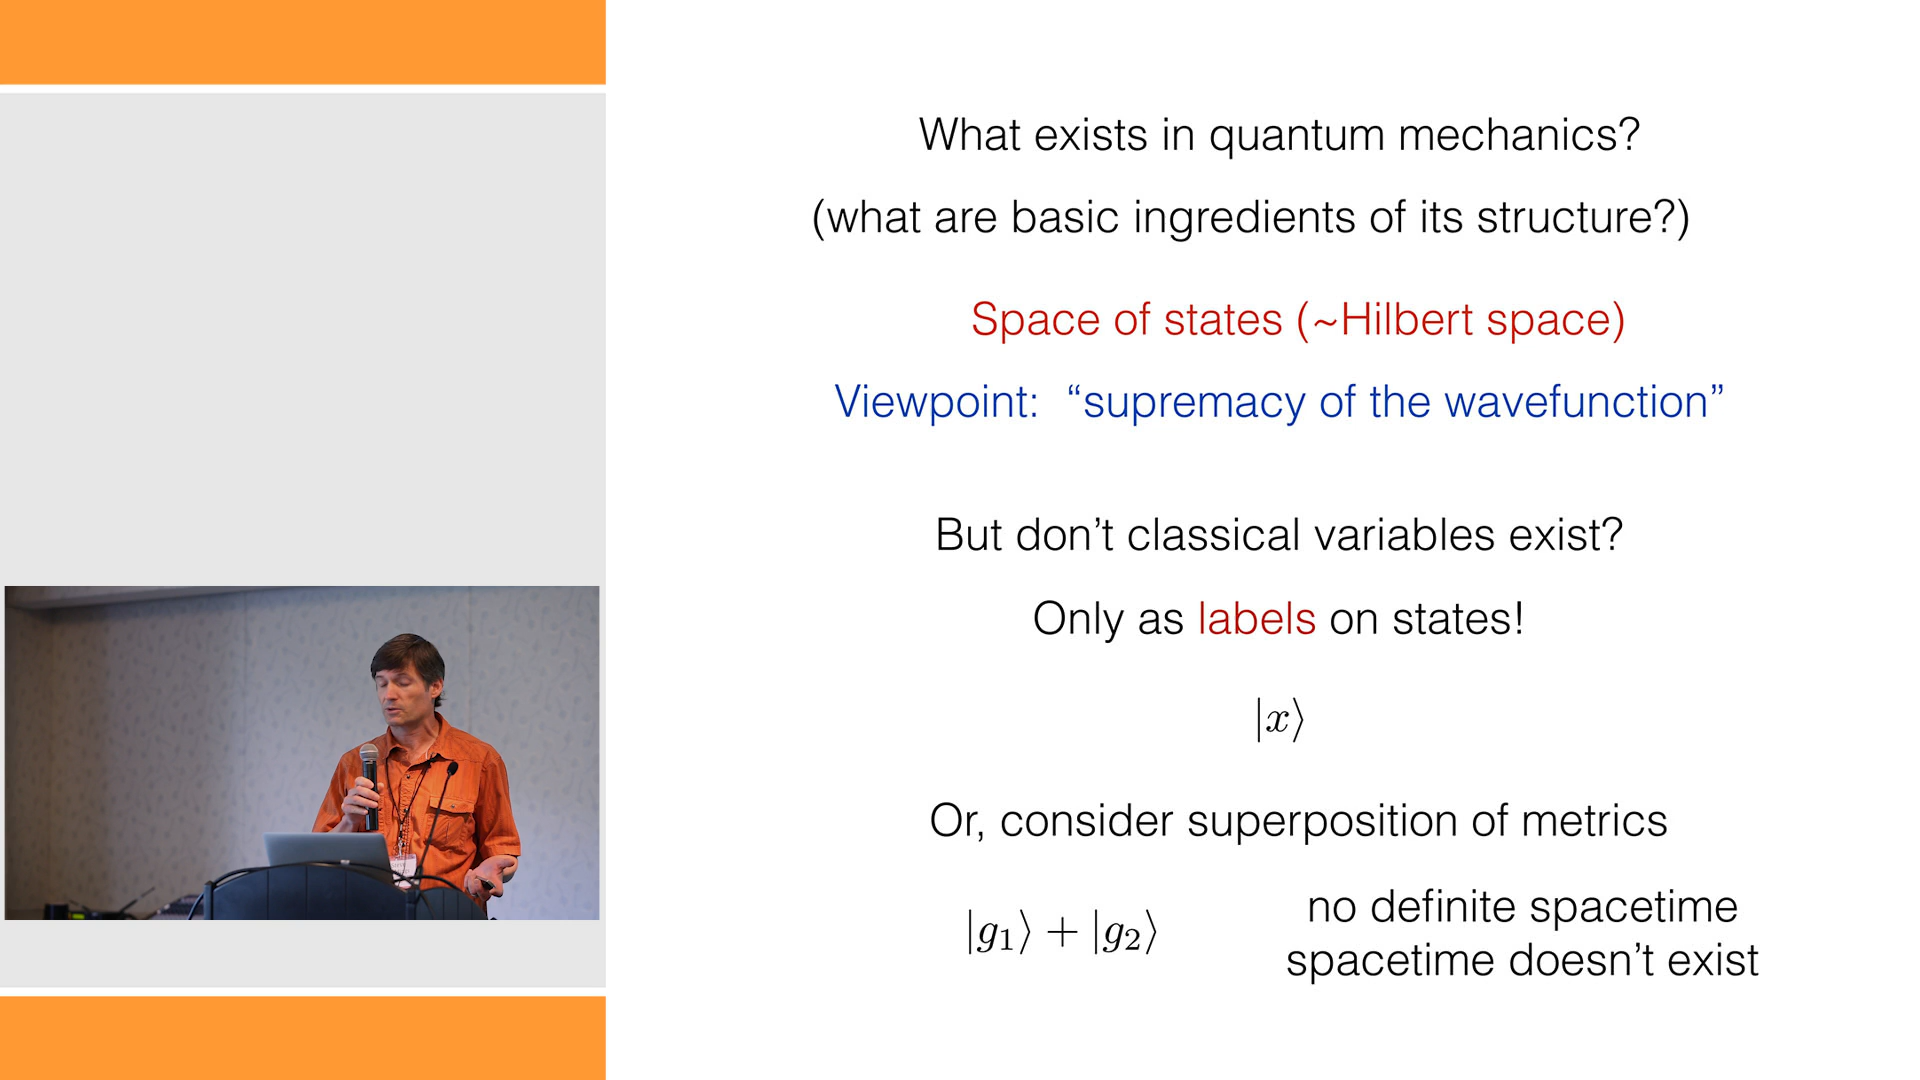 What exists in quantum mechanics?
(what are basic ingredients of its structure?)
Space of states (~Hilbert space)
Viewpoint: “supremacy of the wavefunction”
But don’t classical variables exist?
Only as labels on states!
|x⟩
Or, consider superposition of metrics
|g₁⟩ + |g₂⟩
no definite spacetime
spacetime doesn’t exist